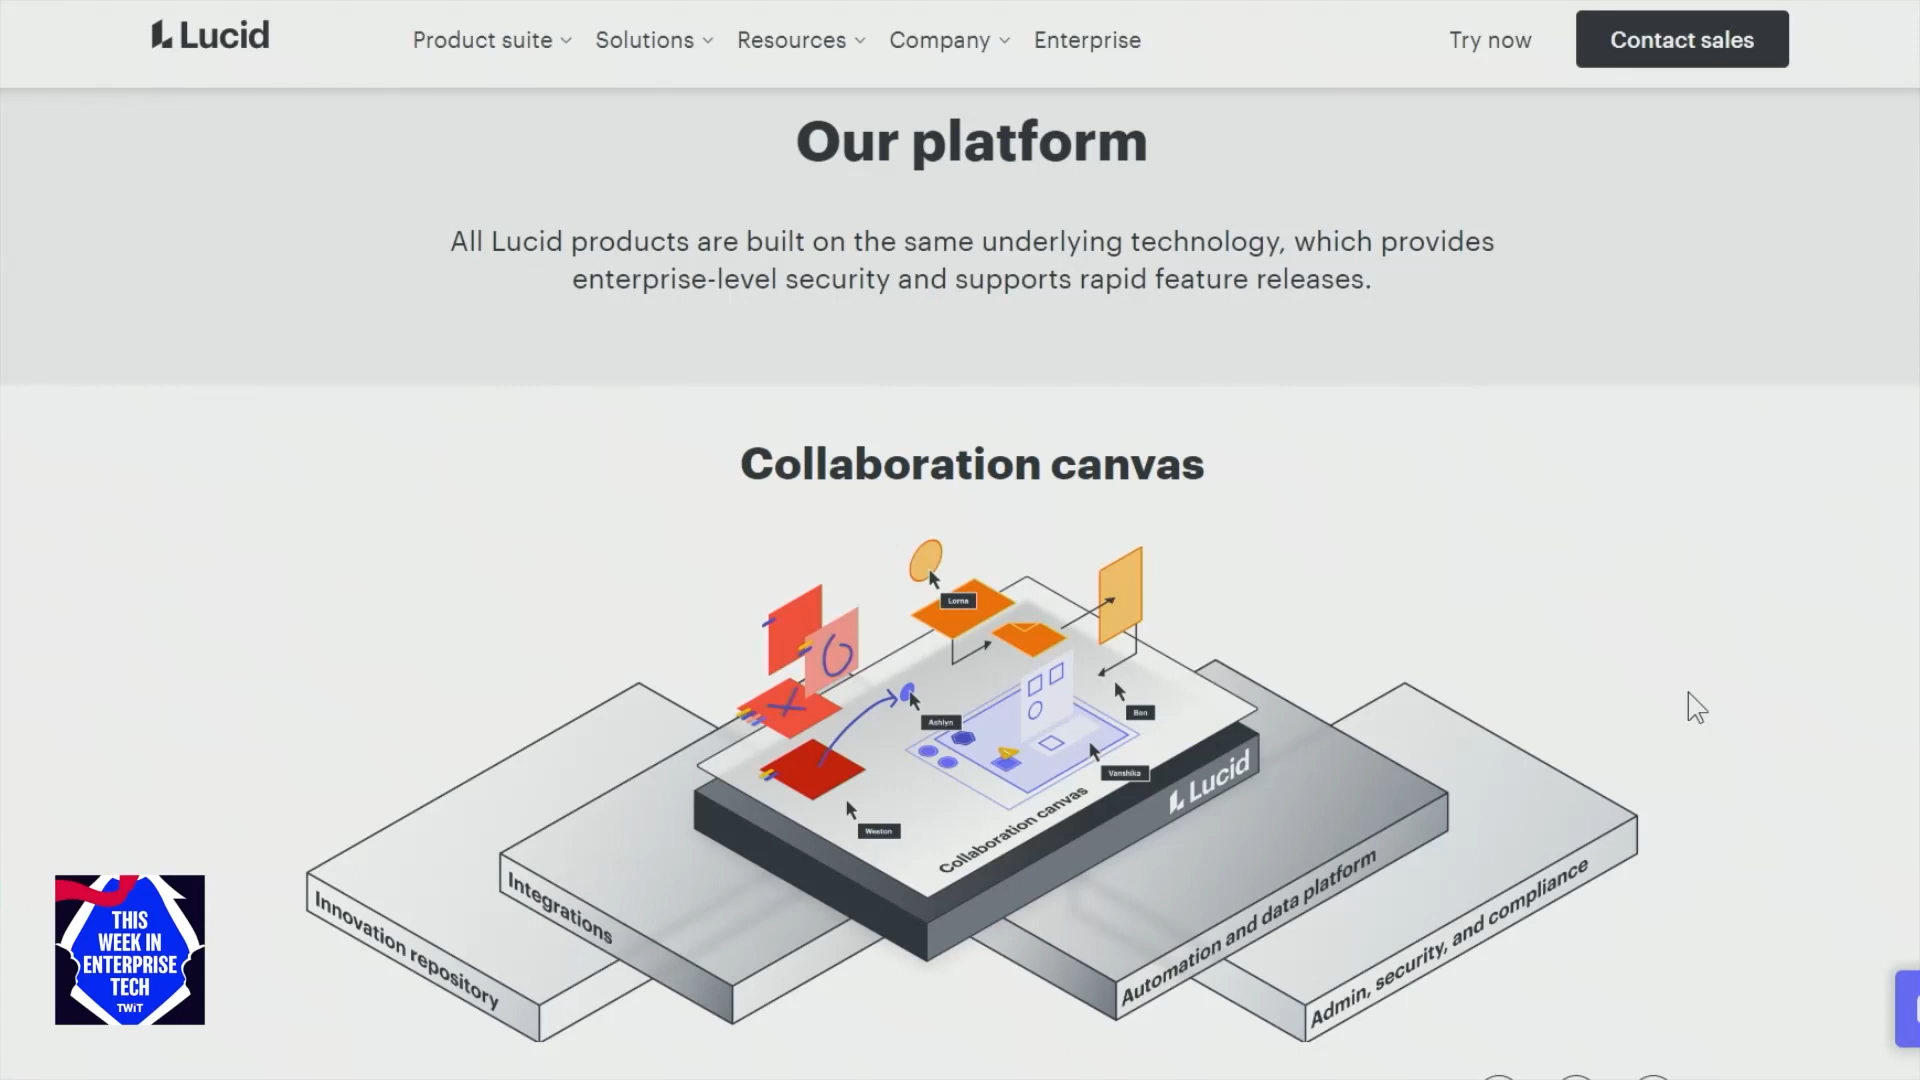 Lucid
Product suite
Solutions
Resources
Company
Enterprise
Try now
Contact sales
Our platform
All Lucid products are built on the same underlying technology, which provides
enterprise-level security and supports rapid feature releases.
Collaboration canvas
Lorna
Ashlyn
Ben
Vanshika
Weston
Collaboration canvas
Lucid
Innovation repository
Integrations
Automation and data platform
Admin, security, and compliance
THIS
WEEK IN
ENTERPRISE
TECH
TWiT